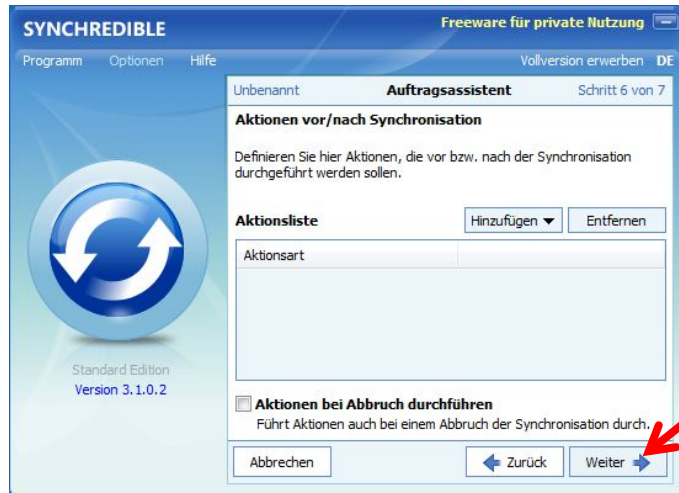 SYNCHREDIBLE
Freeware für private Nutzung
Programm Optionen Hilfe Vollversion erwerben DE
Unbenannt Auftragsassistent Schritt 6 von 7
Aktionen vor/nach Synchronisation
Definieren Sie hier Aktionen, die vor bzw. nach der Synchronisation
durchgeführt werden sollen.
Aktionsliste Hinzufügen Entfernen
Aktionsart
Standard Edition
Version 3.1.0.2
Aktionen bei Abbruch durchführen
Führt Aktionen auch bei einem Abbruch der Synchronisation durch.
Abbrechen Zurück Weiter